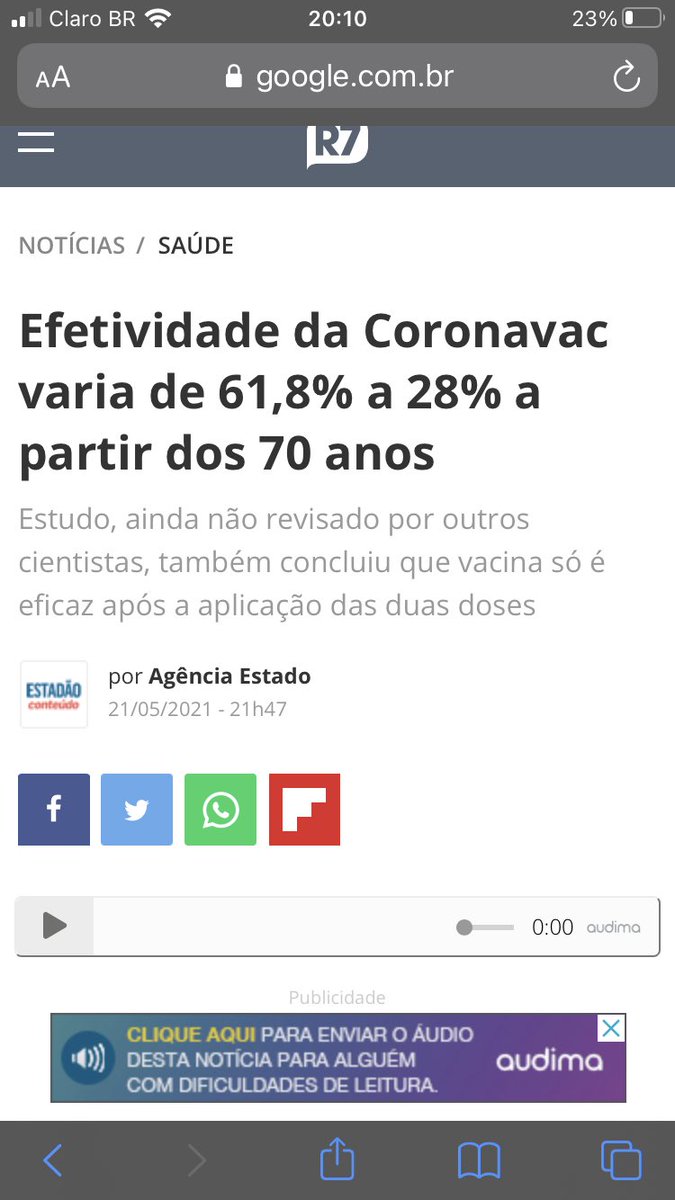 Claro BR 20:10 23%
AA google.com.br
R7
NOTÍCIAS / SAÚDE
Efetividade da Coronavac
varia de 61,8% a 28% a
partir dos 70 anos
Estudo, ainda não revisado por outros
cientistas, também concluiu que vacina só é
eficaz após a aplicação das duas doses
ESTADÃO
conteúdo
por Agência Estado
21/05/2021 - 21h47
f
0:00 audima
Publicidade
CLIQUE AQUI PARA ENVIAR O ÁUDIO
DESTA NOTÍCIA PARA ALGUÉM
COM DIFICULDADES DE LEITURA.
audima